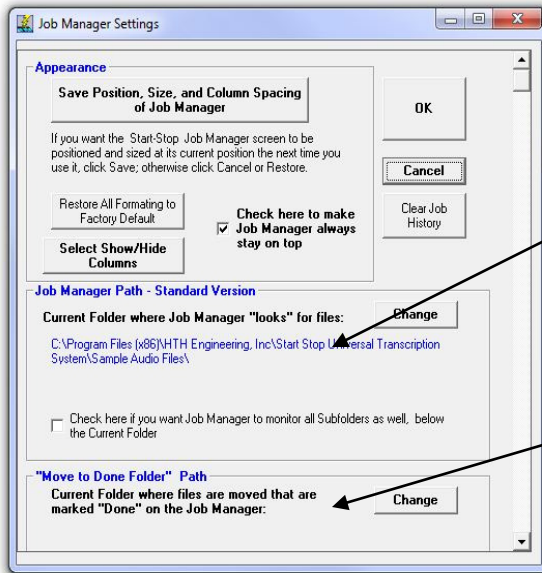 Job Manager Settings
Appearance
Save Position, Size, and Column Spacing
of Job Manager
If you want the Start-Stop Job Manager screen to be
positioned and sized at its current position the next time you
use it, click Save; otherwise click Cancel or Restore.
Restore All Formating to
Factory Default
Check here to make
Job Manager always
stay on top
Select Show/Hide
Columns
OK
Cancel
Clear Job
History
Job Manager Path - Standard Version
Current Folder where Job Manager "looks" for files:
Change
C:\Program Files (x86)\HTH Engineering, Inc\Start Stop Universal Transcription
System\Sample Audio Files\
Check here if you want Job Manager to monitor all Subfolders as well, below
the Current Folder
"Move to Done Folder" Path
Current Folder where files are moved that are
marked "Done" on the Job Manager:
Change